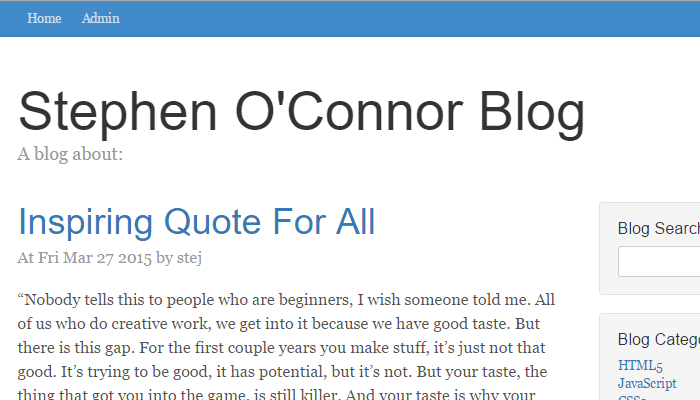 Home Admin
Stephen O'Connor Blog
A blog about:
Inspiring Quote For All
At Fri Mar 27 2015 by stej
“Nobody tells this to people who are beginners, I wish someone told me. All
of us who do creative work, we get into it because we have good taste. But
there is this gap. For the first couple years you make stuff, it’s just not that
good. It’s trying to be good, it has potential, but it’s not. But your taste, the
thing that got you into the game, is still killer. And your taste is why your
Blog Search
Blog Catego
HTML5
JavaScript
CSS3